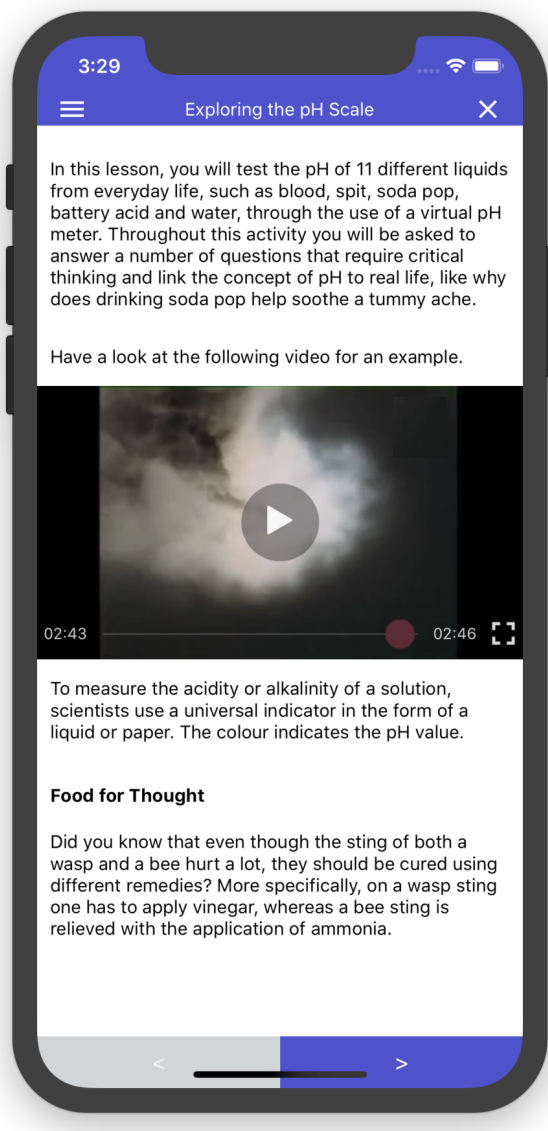 3:29
Exploring the pH Scale
In this lesson, you will test the pH of 11 different liquids
from everyday life, such as blood, spit, soda pop,
battery acid and water, through the use of a virtual pH
meter. Throughout this activity you will be asked to
answer a number of questions that require critical
thinking and link the concept of pH to real life, like why
does drinking soda pop help soothe a tummy ache.
Have a look at the following video for an example.
02:43
02:46
To measure the acidity or alkalinity of a solution,
scientists use a universal indicator in the form of a
liquid or paper. The colour indicates the pH value.
Food for Thought
Did you know that even though the sting of both a
wasp and a bee hurt a lot, they should be cured using
different remedies? More specifically, on a wasp sting
one has to apply vinegar, whereas a bee sting is
relieved with the application of ammonia.
< >